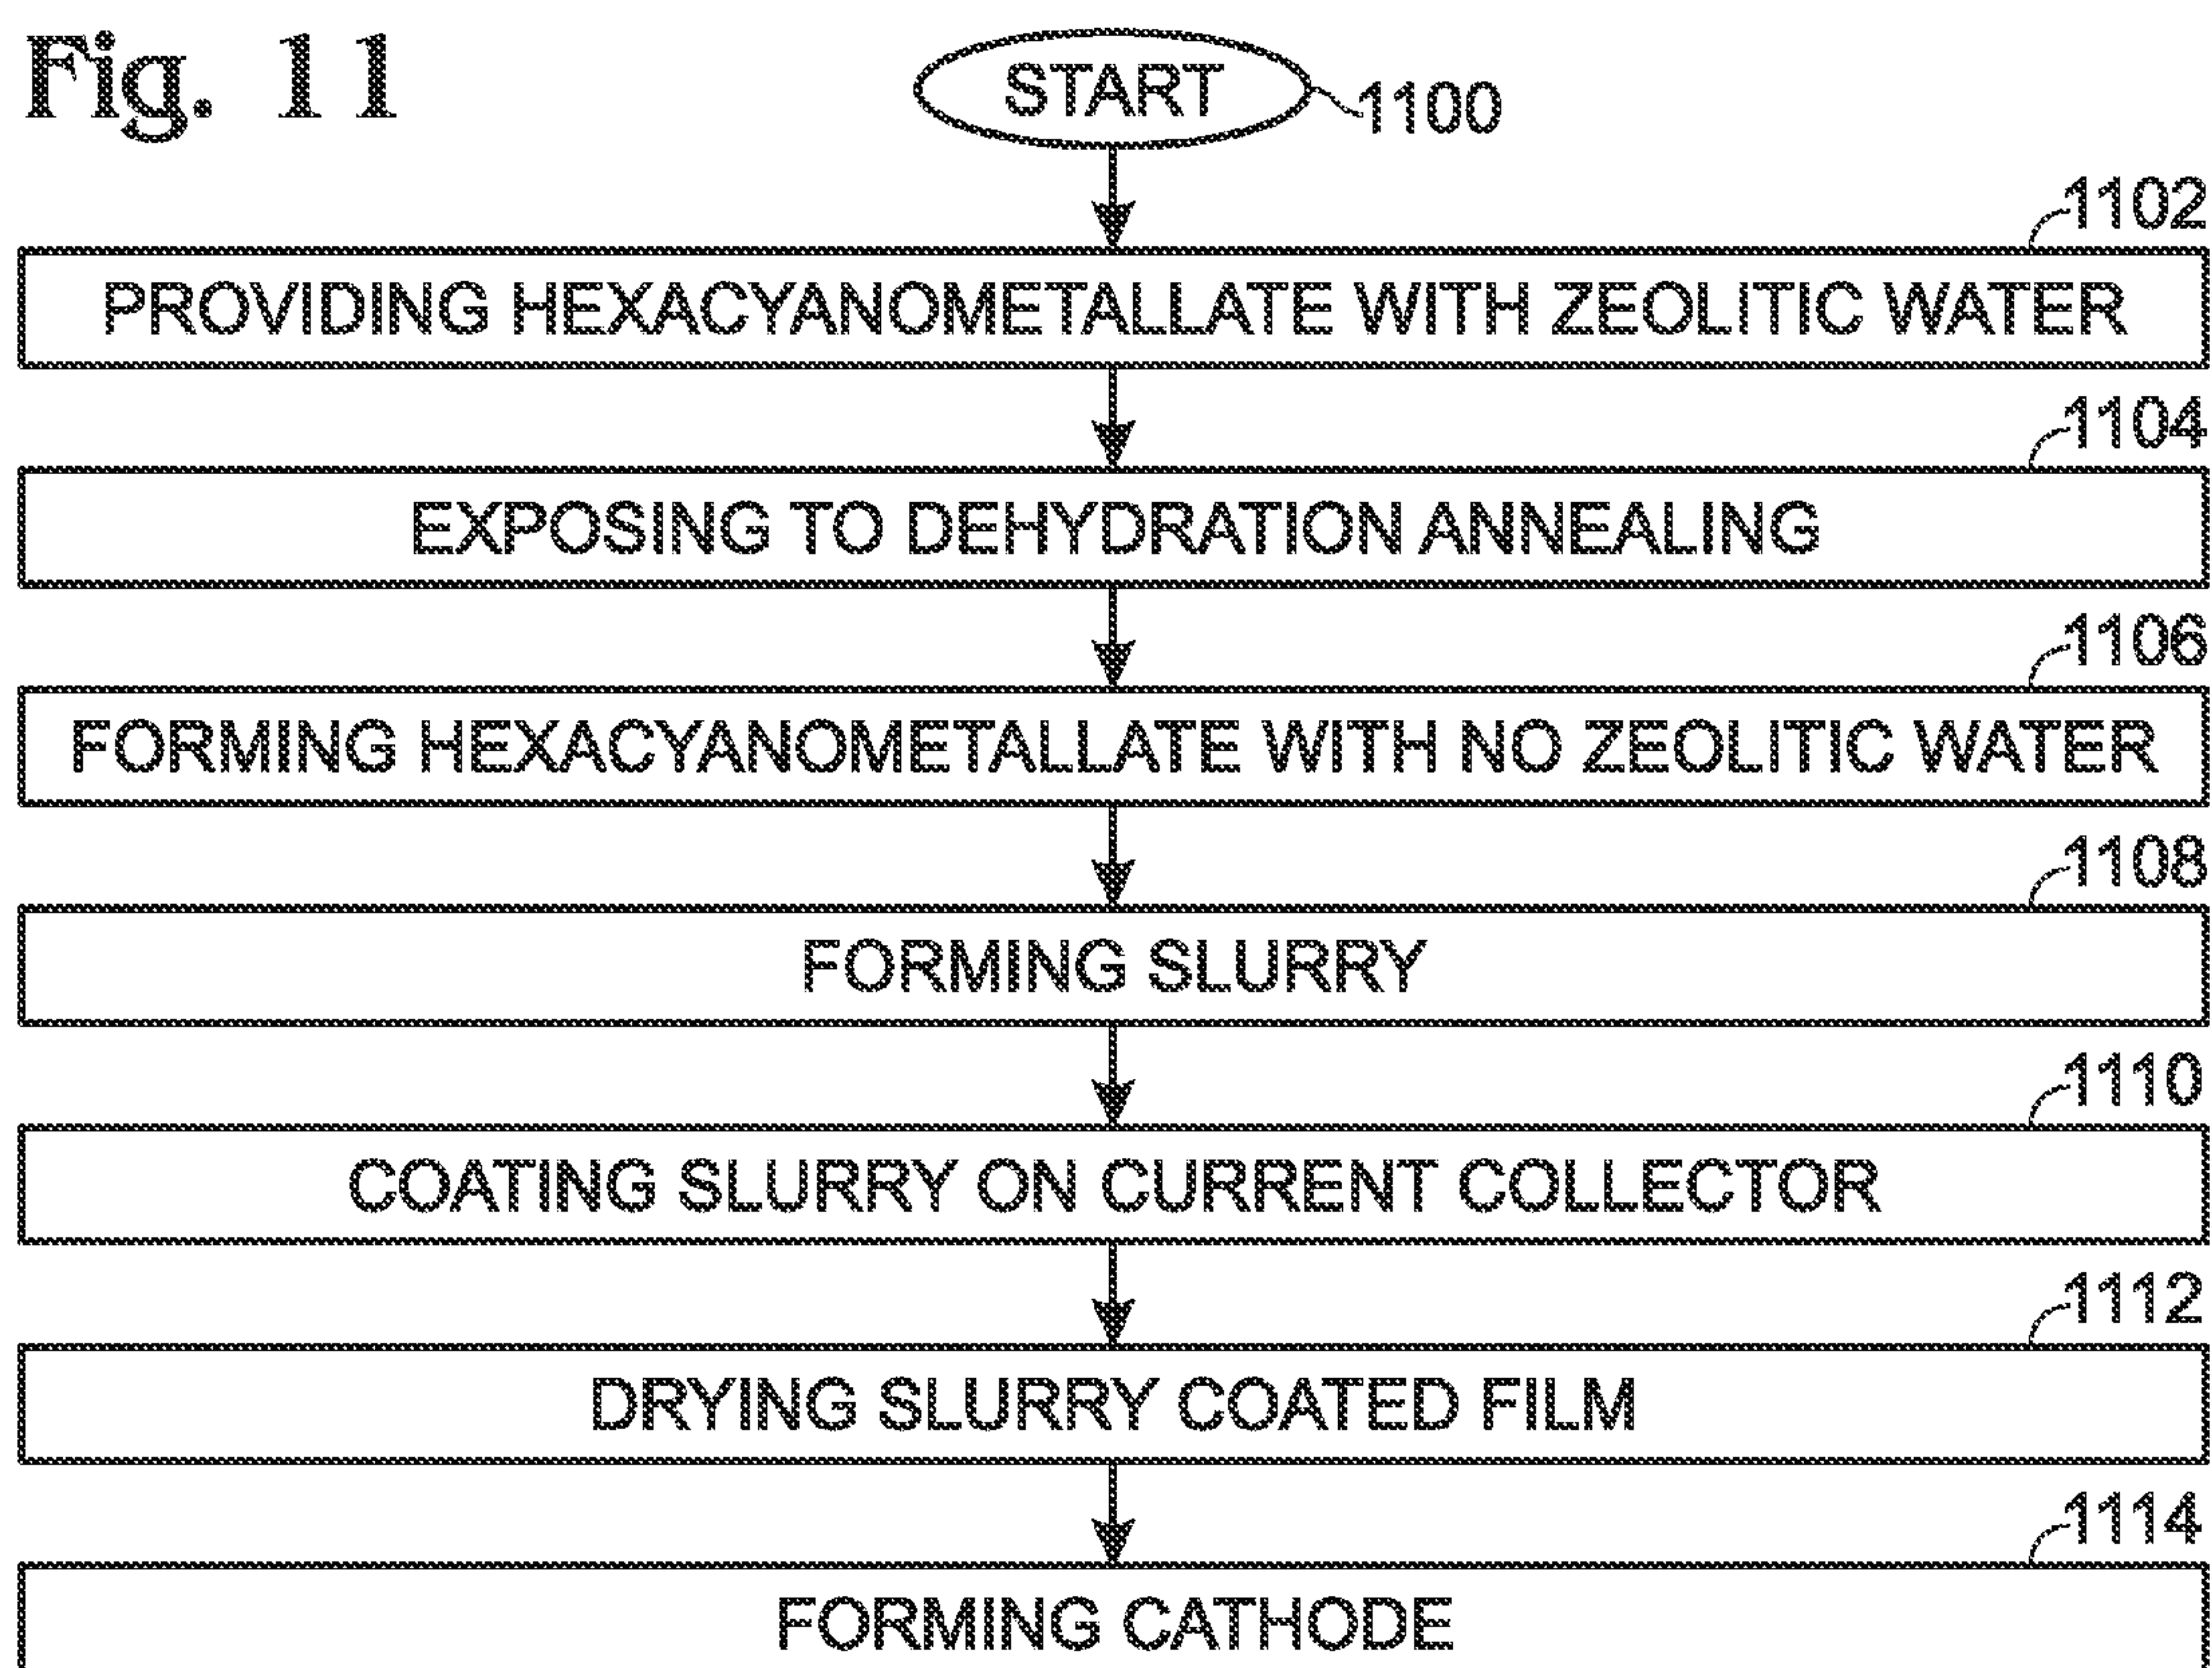 Fig. 11
START
1100
1102
PROVIDING HEXACYANOMETALLATE WITH ZEOLITIC WATER
1104
EXPOSING TO DEHYDRATION ANNEALING
1106
FORMING HEXACYANOMETALLATE WITH NO ZEOLITIC WATER
1108
FORMING SLURRY
1110
COATING SLURRY ON CURRENT COLLECTOR
1112
DRYING SLURRY COATED FILM
1114
FORMING CATHODE